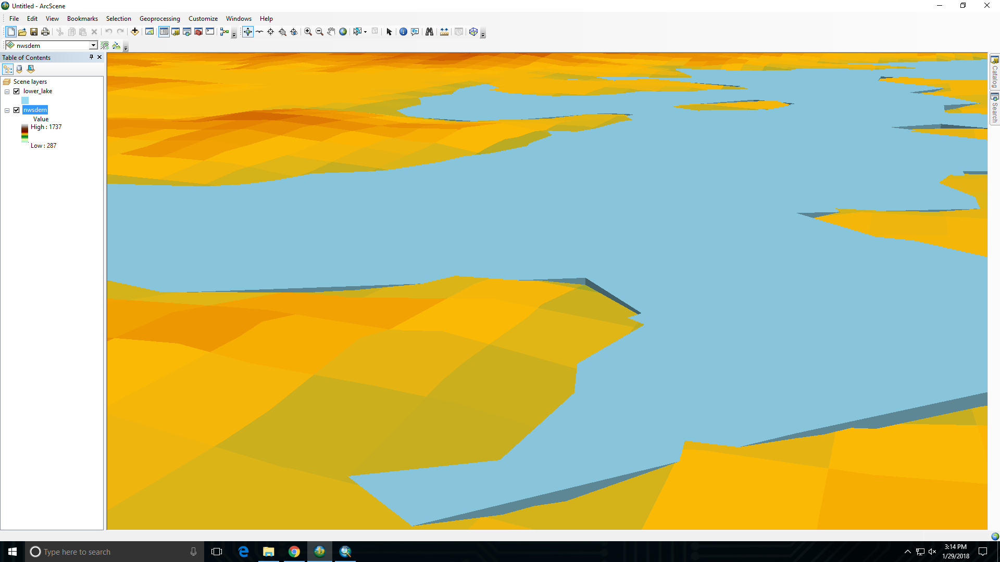 Untitled - ArcScene
File Edit View Bookmarks Selection Geoprocessing Customize Windows Help
nwsdem
Table of Contents
Scene layers
lower_lake
nwsdem
Value
High : 1737
Low : 287
Catalog
Search
Type here to search
3:14 PM
1/29/2018